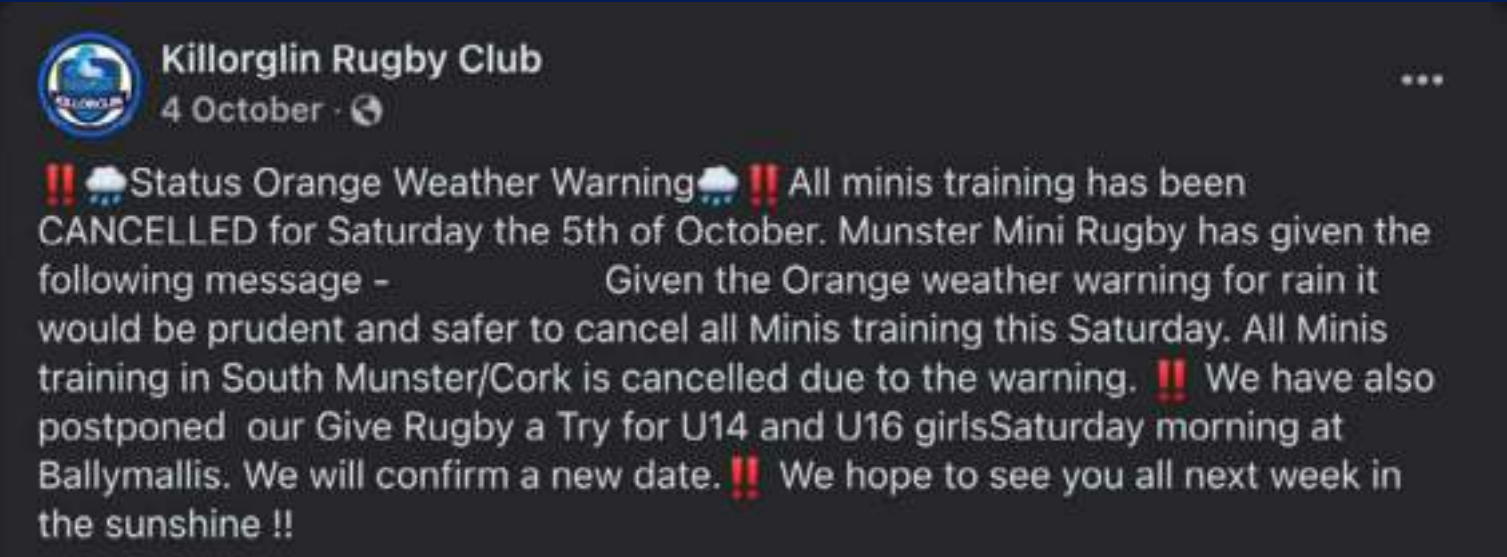 Killorglin Rugby Club
4 October ·
‼️🌧️Status Orange Weather Warning🌧️‼️All minis training has been
CANCELLED for Saturday the 5th of October. Munster Mini Rugby has given the
following message - Given the Orange weather warning for rain it
would be prudent and safer to cancel all Minis training this Saturday. All Minis
training in South Munster/Cork is cancelled due to the warning. ‼️ We have also
postponed  our Give Rugby a Try for U14 and U16 girlsSaturday morning at
Ballymallis. We will confirm a new date.‼️ We hope to see you all next week in
the sunshine !!